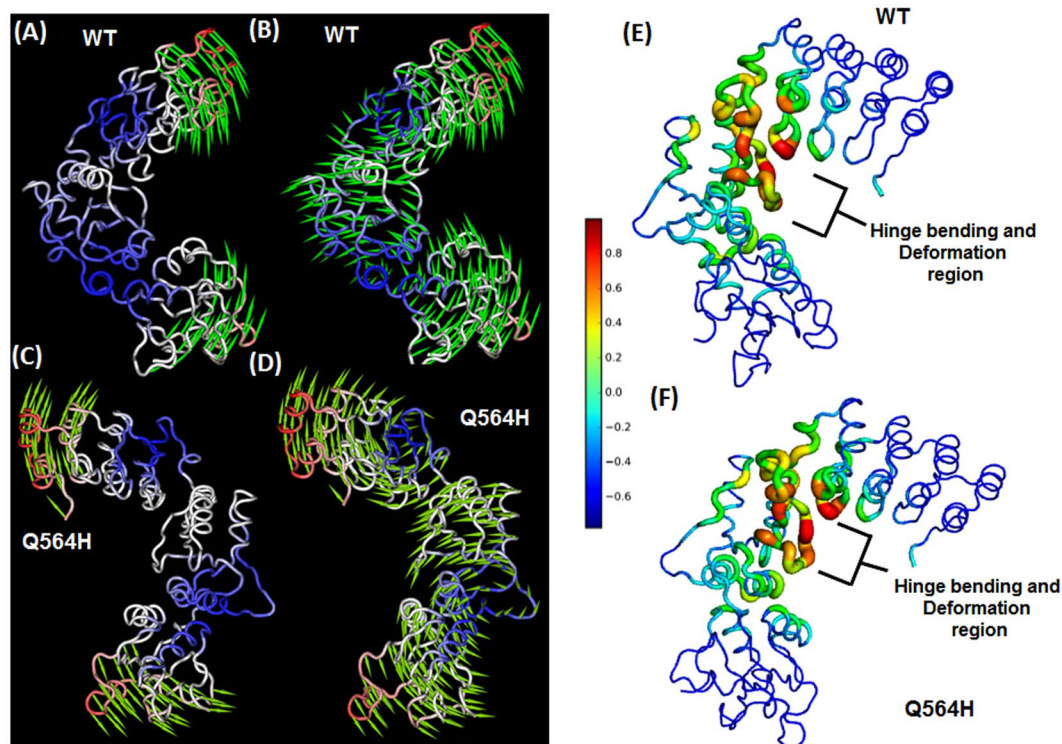 (A)
WT
(B)
WT
(C)
Q564H
(D)
Q564H
(E)
WT
Hinge bending and
Deformation
region
0.8
0.6
0.4
0.2
0.0
−0.2
−0.4
−0.6
(F)
Hinge bending and
Deformation
region
Q564H